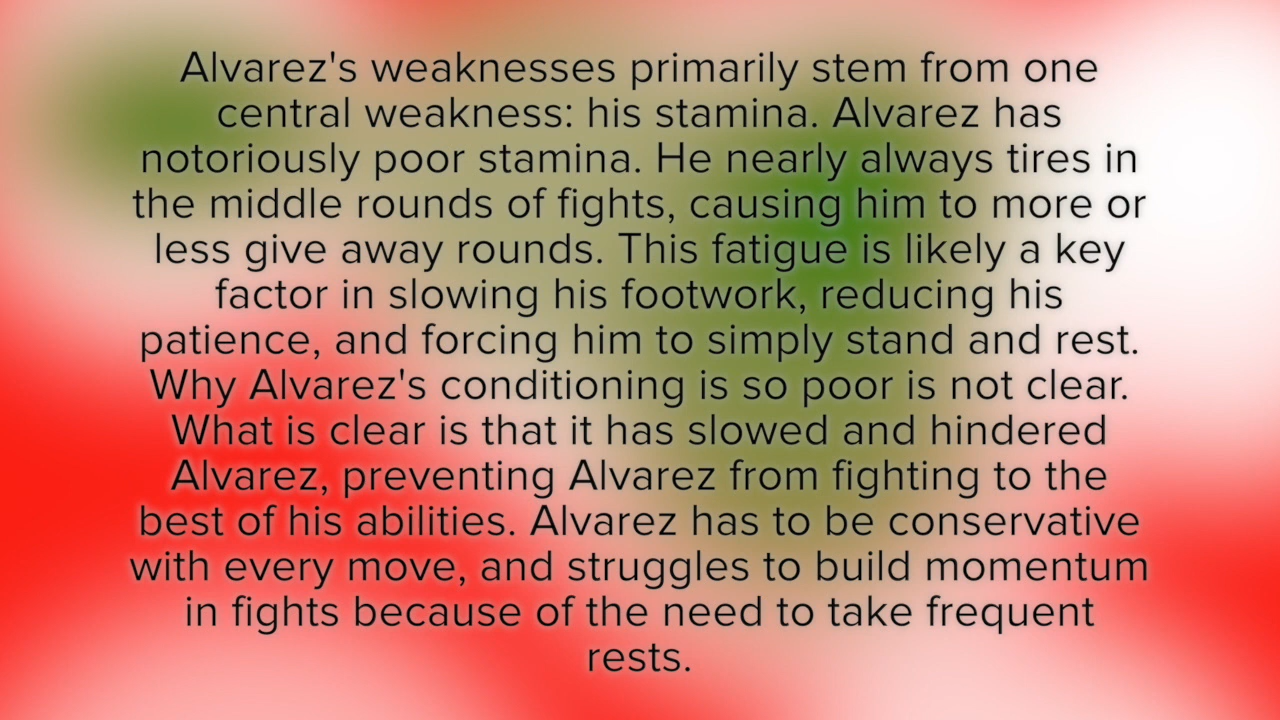 Alvarez's weaknesses primarily stem from one
central weakness: his stamina. Alvarez has
notoriously poor stamina. He nearly always tires in
the middle rounds of fights, causing him to more or
less give away rounds. This fatigue is likely a key
factor in slowing his footwork, reducing his
patience, and forcing him to simply stand and rest.
Why Alvarez's conditioning is so poor is not clear.
What is clear is that it has slowed and hindered
Alvarez, preventing Alvarez from fighting to the
best of his abilities. Alvarez has to be conservative
with every move, and struggles to build momentum
in fights because of the need to take frequent
rests.